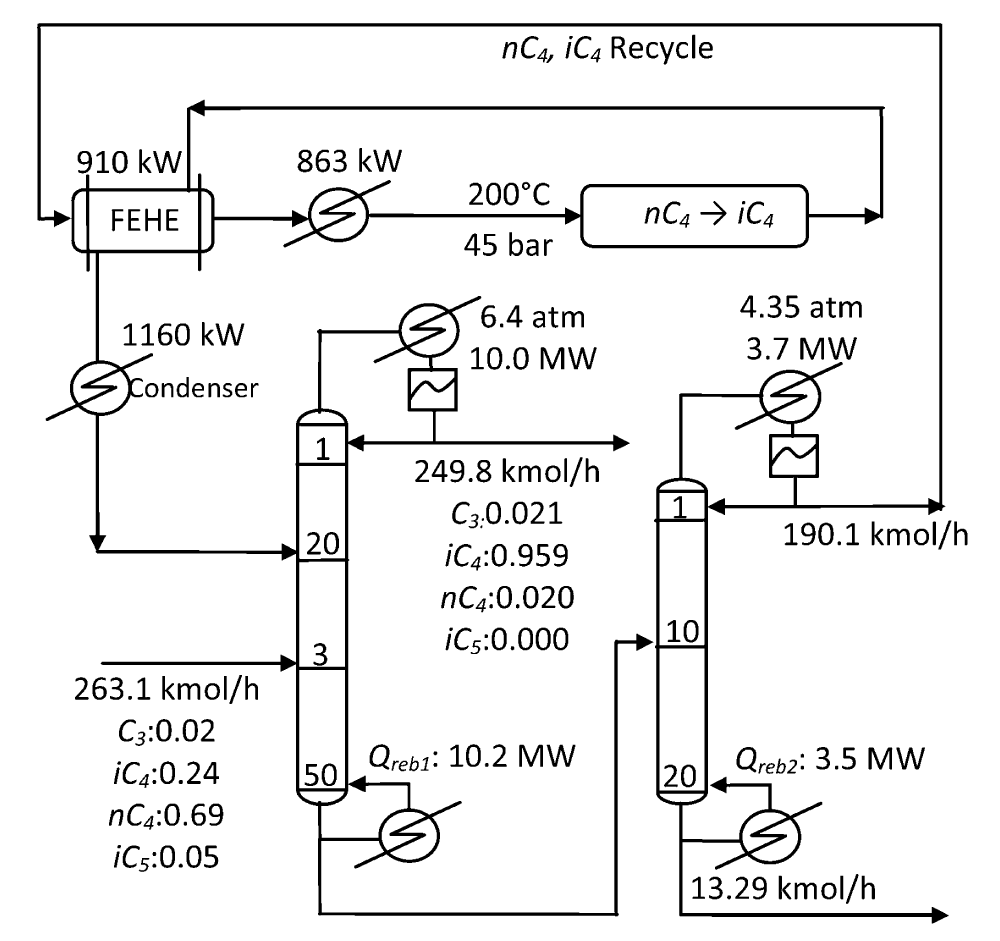 nC4, iC4 Recycle
910 kW
863 kW
FEHE
200°C
45 bar
nC4 → iC4
1160 kW
Condenser
6.4 atm
10.0 MW
4.35 atm
3.7 MW
1
249.8 kmol/h
C3:0.021
iC4:0.959
nC4:0.020
iC5:0.000
1
190.1 kmol/h
20
3
10
263.1 kmol/h
C3:0.02
iC4:0.24
nC4:0.69
iC5:0.05
50
Qreb1: 10.2 MW
20
Qreb2: 3.5 MW
13.29 kmol/h